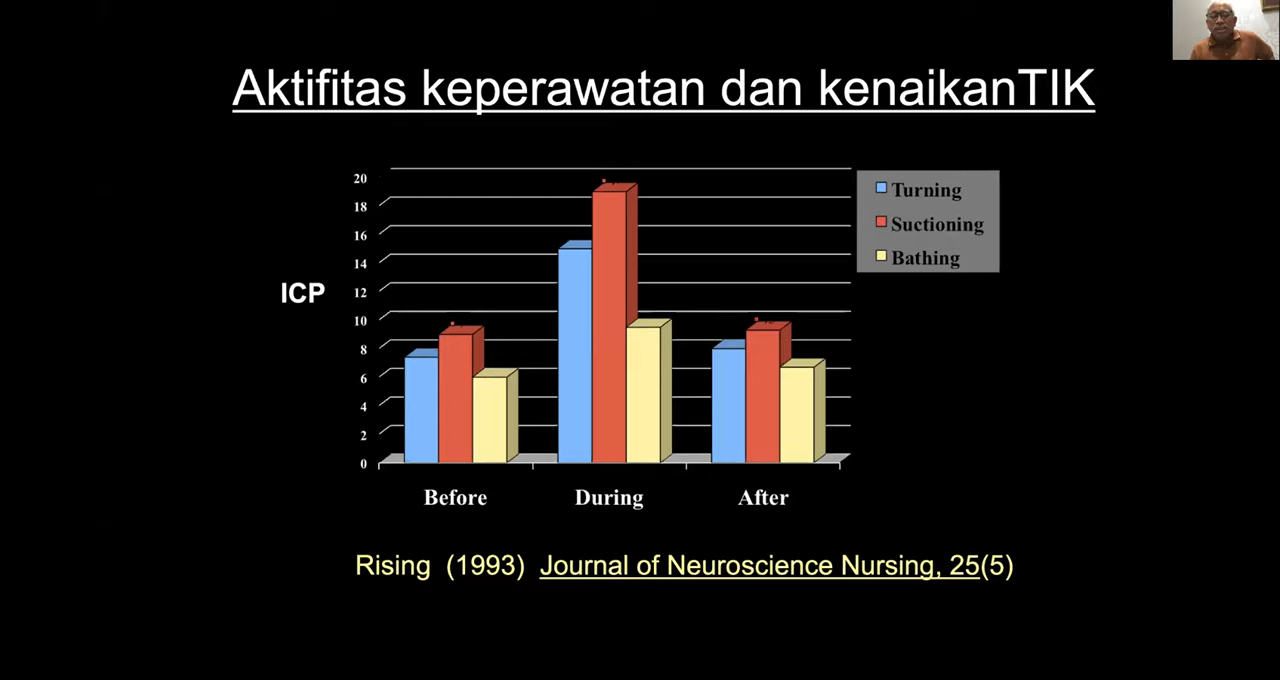 Aktifitas keperawatan dan kenaikanTIK
20
18
16
14
12
10
8
6
4
2
0
ICP
Turning
Suctioning
Bathing
Before
During
After
Rising (1993) Journal of Neuroscience Nursing, 25(5)